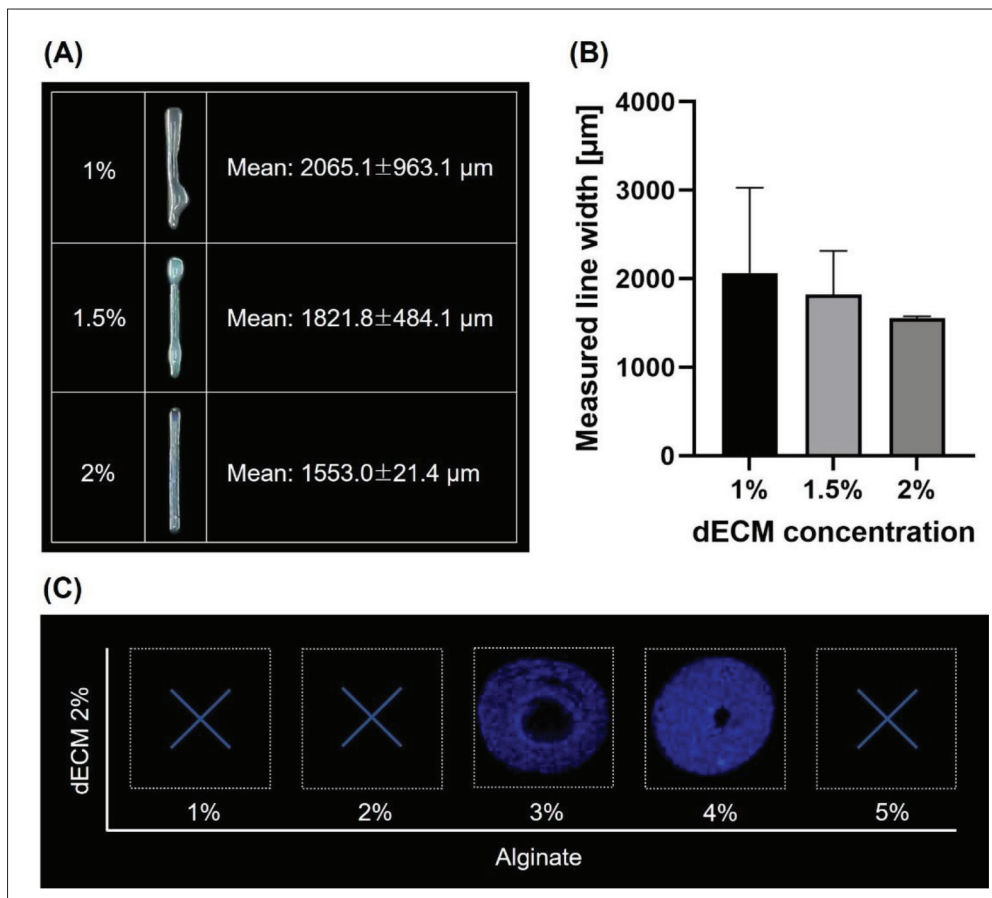 (A)
1% Mean: 2065.1±963.1 µm
1.5% Mean: 1821.8±484.1 µm
2% Mean: 1553.0±21.4 µm
(B)
Measured line width [µm]
4000
3000
2000
1000
0
1% 1.5% 2%
dECM concentration
(C)
dECM 2%
1% 2% 3% 4% 5%
Alginate